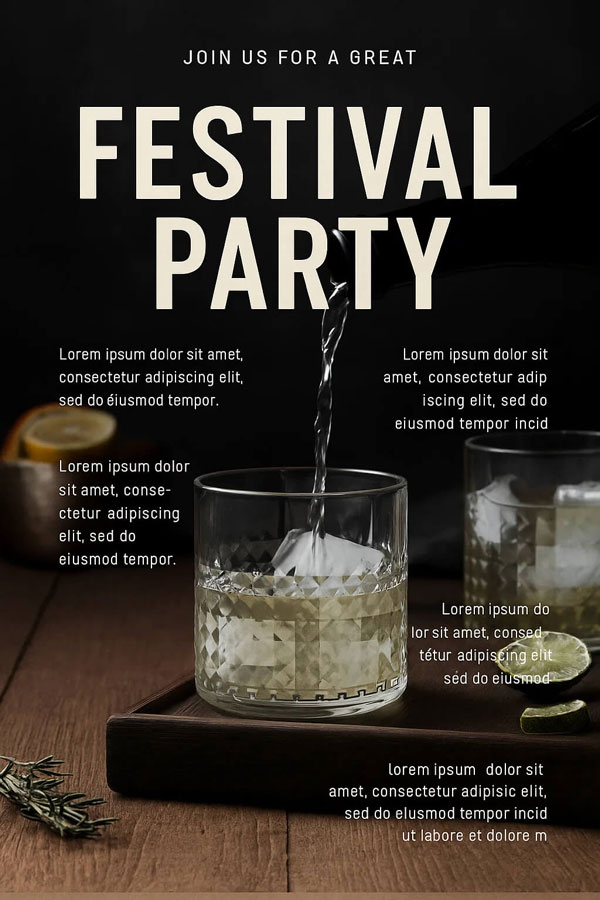 JOIN US FOR A GREAT
FESTIVAL
PARTY
Lorem ipsum dolor sit amet,
consectetur adipiscing elit,
sed do éiusmod tempor.
Lorem ipsum dolor sit
amet, consectetur adip
iscing elit, sed do
eiusmod tempor incid
Lorem ipsum dolor
sit amet, conse-
ctetur adipiscing
elit, sed do
eiusmod tempor.
Lorem ipsum do
lor sit amet, consed
tétur adipiscing elit
sed do eiusmod
lorem ipsum dolor sit
amet, consectetur adipisic elit,
sed do elusmod tempor incid
ut labore et dolore m